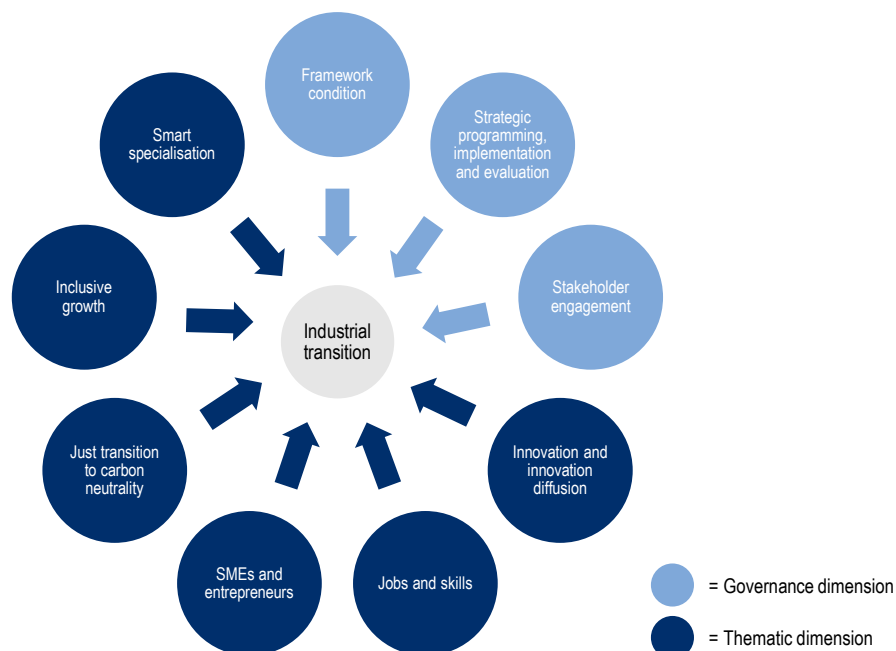 Framework
condition
Strategic
programming,
implementation
and evaluation
Stakeholder
engagement
Innovation and
innovation
diffusion
Jobs and skills
SMEs and
entrepreneurs
Just transition
to carbon
neutrality
Inclusive
growth
Smart
specialisation
Industrial
transition
= Governance dimension
= Thematic dimension